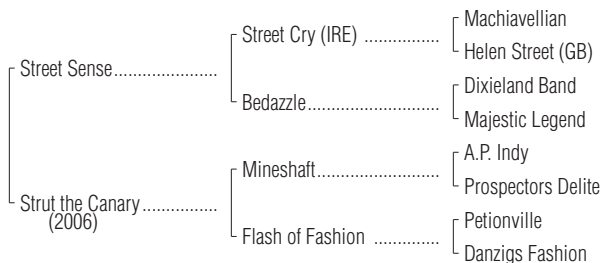 Machiavellian
Street Cry (IRE) ..................
Helen Street (GB)
Street Sense.........................
Dixieland Band
Bedazzle................................
Majestic Legend
A.P. Indy
Mineshaft..............................
Prospectors Delite
Strut the Canary..................
(2006)
Petionville
Flash of Fashion ................
Danzigs Fashion